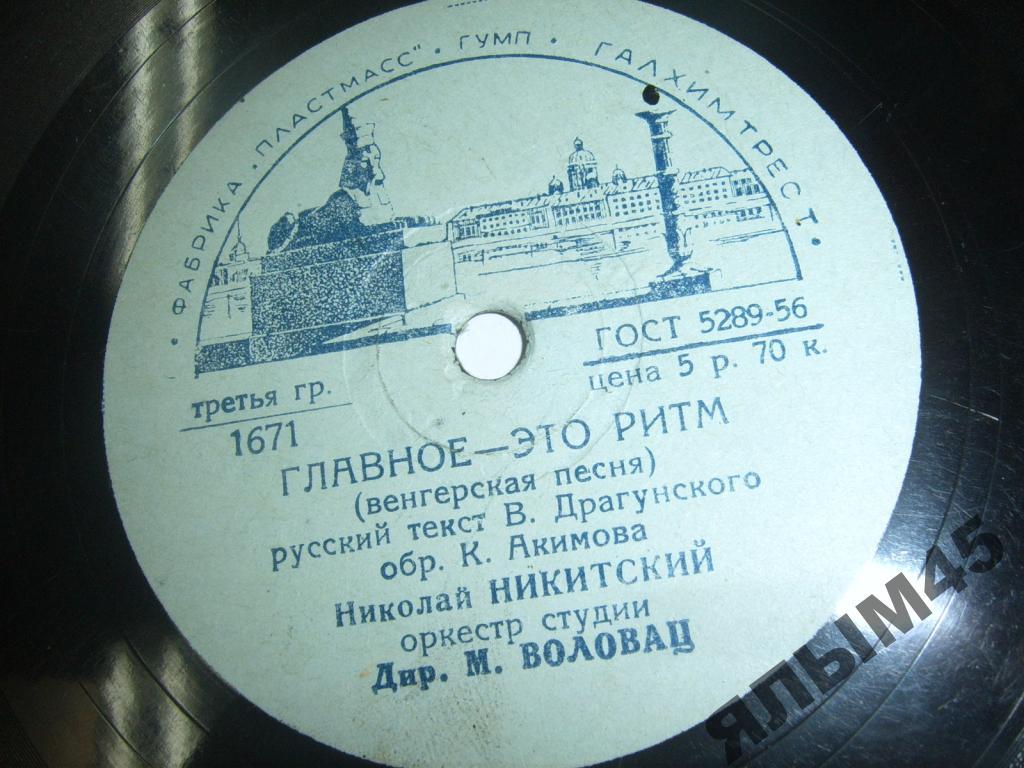 • ФАБРИКА „ПЛАСТМАСС" • ГУМП • ГАЛХИМТРЕСТ •
ГОСТ 5289-56
цена 5 р. 70 к.
третья гр.
1671
ГЛАВНОЕ—ЭТО РИТМ
(венгерская песня)
русский текст В. Драгунского
обр. К. Акимова
Николай НИКИТСКИЙ
оркестр студии
Дир. М. ВОЛОВАЦ
ЯЛЫМ45